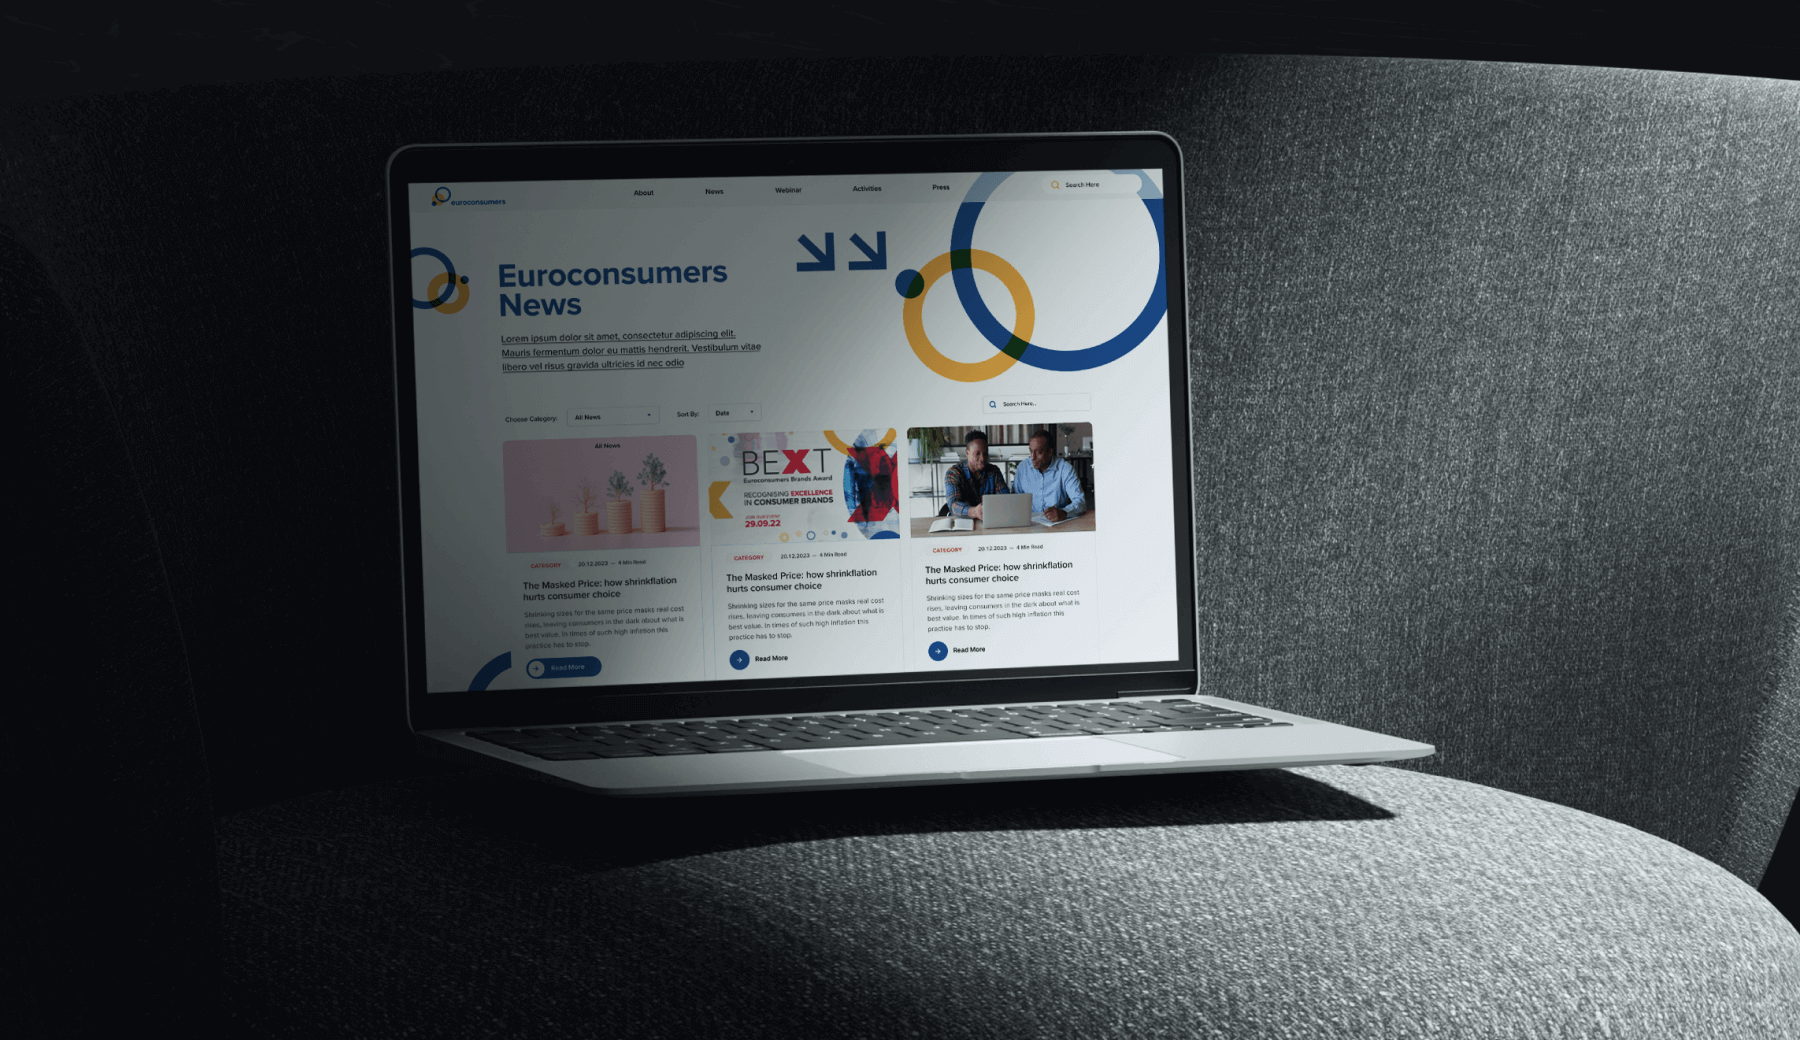 euroconsumers
About
News
Webinar
Activities
Press
Search Here
Euroconsumers
News
Lorem ipsum dolor sit amet, consectetur adipiscing elit.
Mauris fermentum dolor eu mattis hendrerit. Vestibulum vitae
libero vel risus gravida ultricies id nec odio
Choose Category:
All News
Sort By:
Date
Search Here...
All News
CATEGORY
20.12.2023 — 4 Min Read
The Masked Price: how shrinkflation
hurts consumer choice
Shrinking sizes for the same price masks real cost
rises, leaving consumers in the dark about what is
best value. In times of such high inflation this
practice has to stop.
Read More
BEXT
Euroconsumers Brands Award
RECOGNISING EXCELLENCE
IN CONSUMER BRANDS
JOIN OUR EVENT
29.09.22
CATEGORY
20.12.2023 — 4 Min Read
The Masked Price: how shrinkflation
hurts consumer choice
Shrinking sizes for the same price masks real cost
rises, leaving consumers in the dark about what is
best value. In times of such high inflation this
practice has to stop.
Read More
CATEGORY
20.12.2023 — 4 Min Read
The Masked Price: how shrinkflation
hurts consumer choice
Shrinking sizes for the same price masks real cost
rises, leaving consumers in the dark about what is
best value. In times of such high inflation this
practice has to stop.
Read More